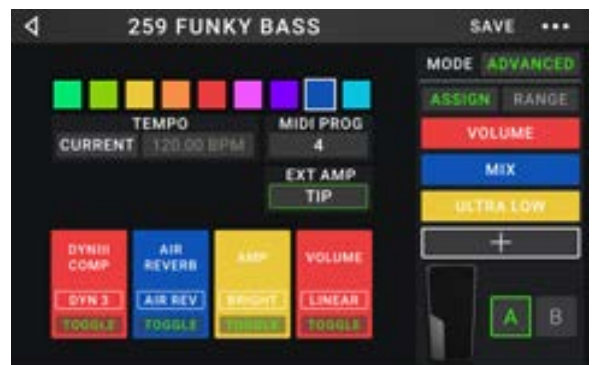 259 FUNKY BASS
SAVE
MODE ADVANCED
ASSIGN RANGE
TEMPO
CURRENT 120.00 BPM
MIDI PROG
4
EXT AMP
TIP
VOLUME
MIX
ULTRA LOW
+
DYNIII COMP
DYN 3
TOGGLE
AIR REVERB
AIR REV
TOGGLE
AMP
BRIGHT
TOGGLE
VOLUME
LINEAR
TOGGLE
A B